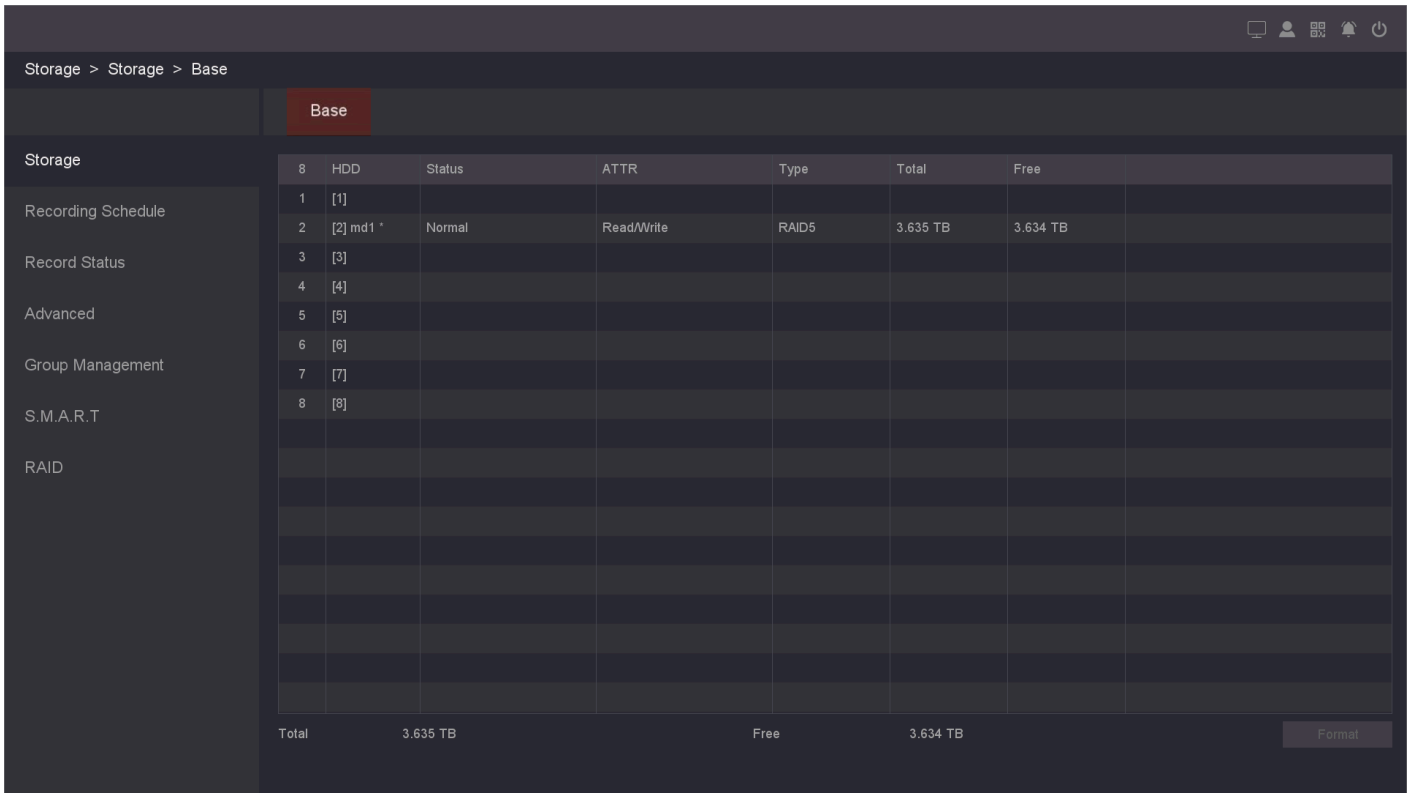 Storage > Storage > Base
Base
Storage
Recording Schedule
Record Status
Advanced
Group Management
S.M.A.R.T
RAID
8 HDD Status ATTR Type Total Free
1 [1]
2 [2] md1 * Normal Read/Write RAID5 3.635 TB 3.634 TB
3 [3]
4 [4]
5 [5]
6 [6]
7 [7]
8 [8]
Total 3.635 TB Free 3.634 TB Format